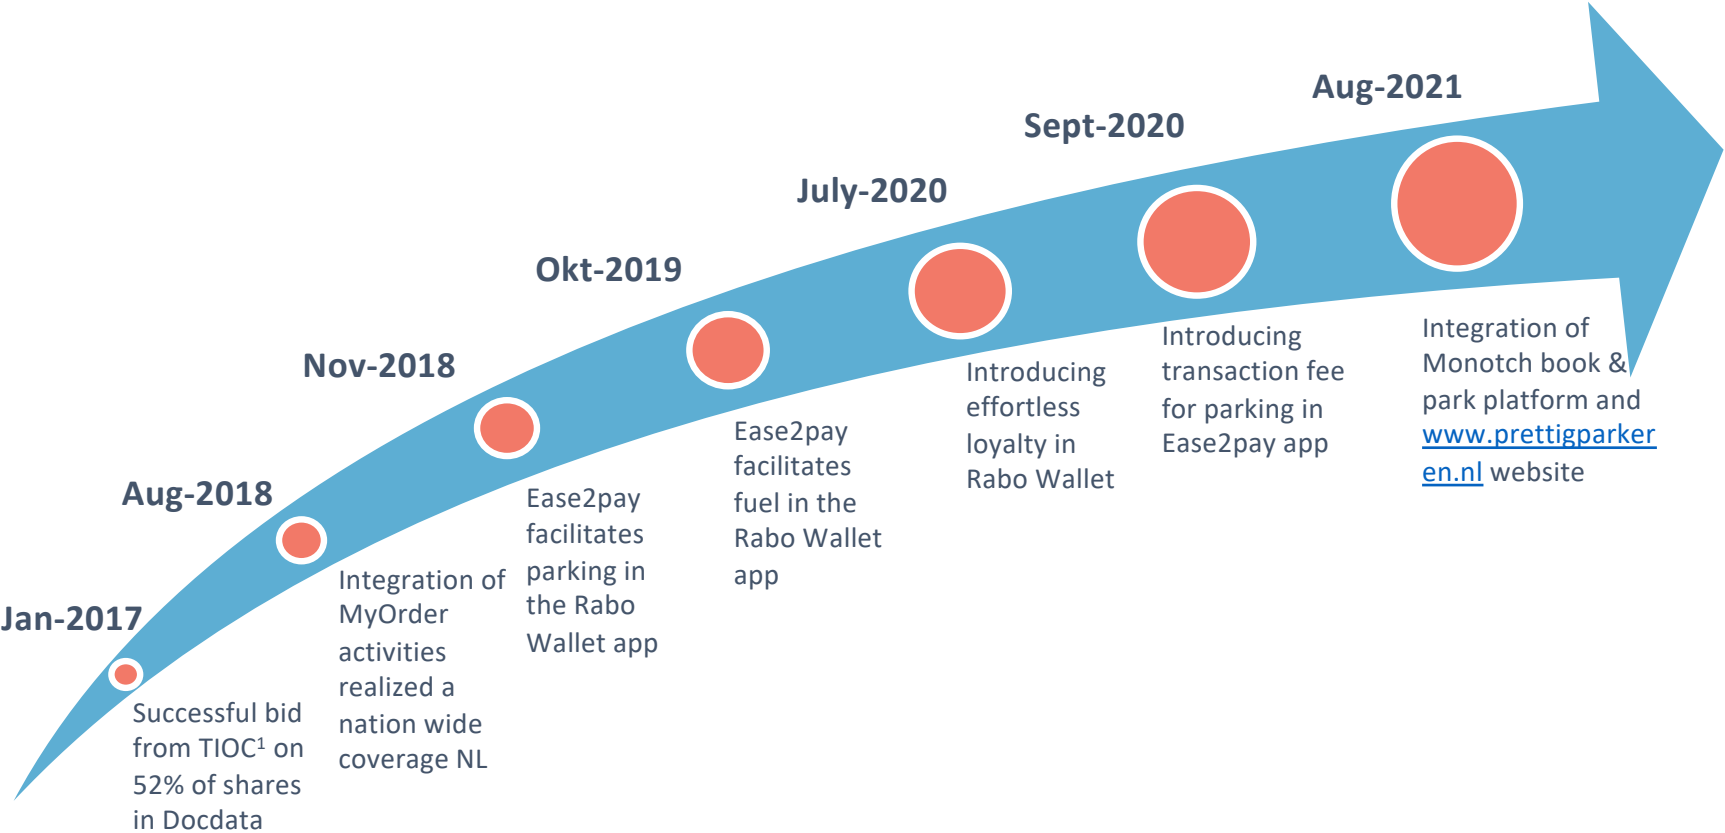 Jan-2017
Successful bid
from TIOC¹ on
52% of shares
in Docdata
Aug-2018
Integration of
MyOrder
activities
realized a
nation wide
coverage NL
Nov-2018
Ease2pay
facilitates
parking in
the Rabo
Wallet app
Okt-2019
Ease2pay
facilitates
fuel in the
Rabo Wallet
app
July-2020
Introducing
effortless
loyalty in
Rabo Wallet
Sept-2020
Introducing
transaction fee
for parking in
Ease2pay app
Aug-2021
Integration of
Monotch book &
park platform and
www.prettigparker
en.nl website